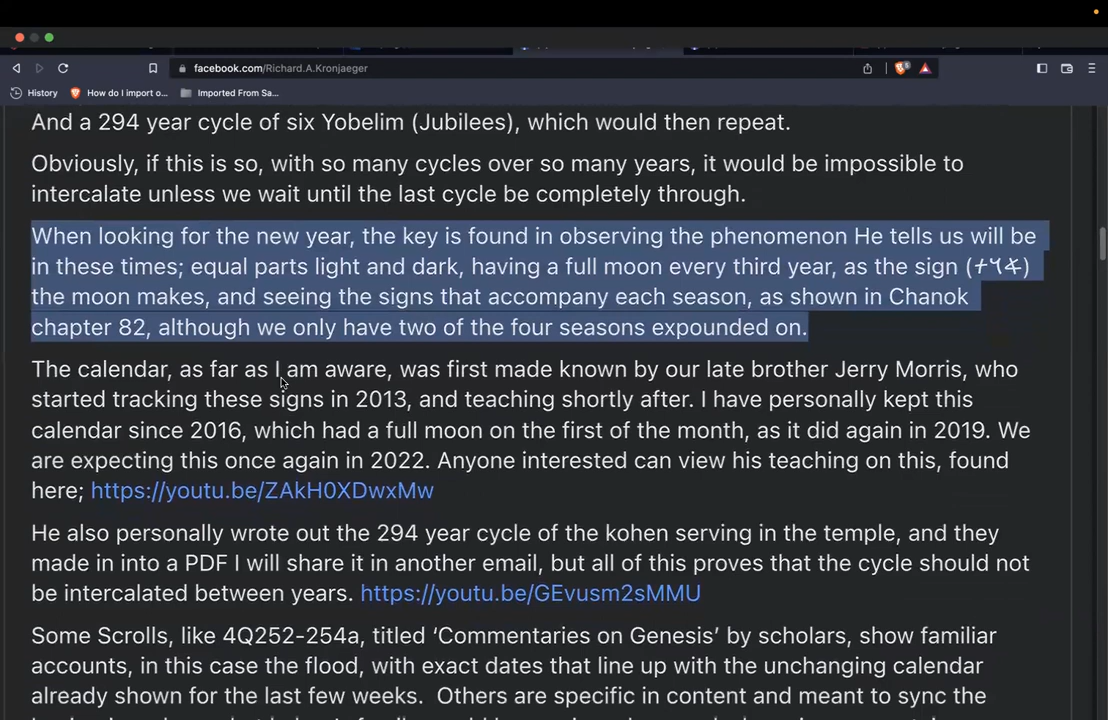 facebook.com/Richard.A.Kronjaeger
History How do I import o... Imported From Sa...
And a 294 year cycle of six Yobelim (Jubilees), which would then repeat.
Obviously, if this is so, with so many cycles over so many years, it would be impossible to
intercalate unless we wait until the last cycle be completely through.
When looking for the new year, the key is found in observing the phenomenon He tells us will be
in these times; equal parts light and dark, having a full moon every third year, as the sign (𐤕𐤅𐤀)
the moon makes, and seeing the signs that accompany each season, as shown in Chanok
chapter 82, although we only have two of the four seasons expounded on.
The calendar, as far as I am aware, was first made known by our late brother Jerry Morris, who
started tracking these signs in 2013, and teaching shortly after. I have personally kept this
calendar since 2016, which had a full moon on the first of the month, as it did again in 2019. We
are expecting this once again in 2022. Anyone interested can view his teaching on this, found
here; https://youtu.be/ZAkH0XDwxMw
He also personally wrote out the 294 year cycle of the kohen serving in the temple, and they
made in into a PDF I will share it in another email, but all of this proves that the cycle should not
be intercalated between years. https://youtu.be/GEvusm2sMMU
Some Scrolls, like 4Q252-254a, titled ‘Commentaries on Genesis’ by scholars, show familiar
accounts, in this case the flood, with exact dates that line up with the unchanging calendar
already shown for the last few weeks. Others are specific in content and meant to sync the